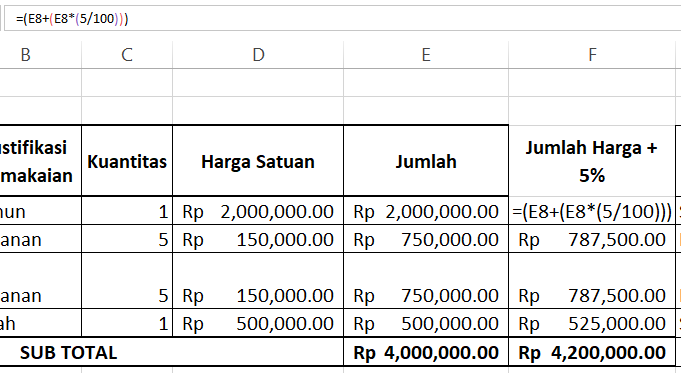 =(E8+(E8*(5/100)))
B C D E F
stifikasi makaian Kuantitas Harga Satuan Jumlah Jumlah Harga + 5%
nun 1 Rp 2,000,000.00 Rp 2,000,000.00 =(E8+(E8*(5/100)))
anan 5 Rp 150,000.00 Rp 750,000.00 Rp 787,500.00
anan 5 Rp 150,000.00 Rp 750,000.00 Rp 787,500.00
ah 1 Rp 500,000.00 Rp 500,000.00 Rp 525,000.00
SUB TOTAL Rp 4,000,000.00 Rp 4,200,000.00